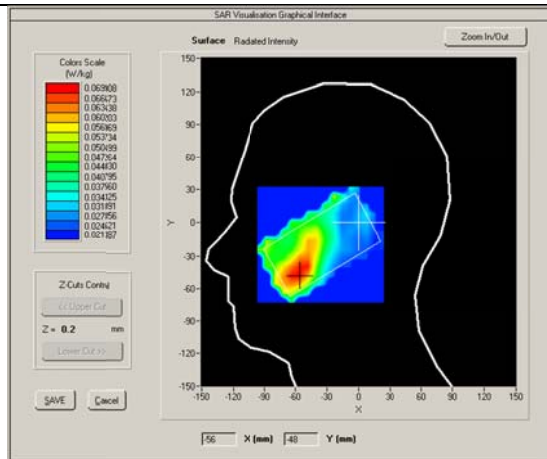 SAR Visualisation Graphical Interface
Surface Radiated Intensity
Zoom In/Out
Colors Scale
(W/kg)
0.069108
0.066473
0.063438
0.060203
0.056969
0.053734
0.050499
0.047264
0.044030
0.040795
0.037560
0.034125
0.031091
0.027856
0.024621
0.021187
Z-Cuts Control
<< Upper Cut
Z = 0.2 mm
Lower Cut >>
SAVE
Cancel
150-
120-
90-
60-
30-
0-
-30-
-60-
-90-
-120-
-150-
Y
-150 -120 -90 -60 -30 0 30 60 90 120 150
X
-56 X (mm) -48 Y (mm)